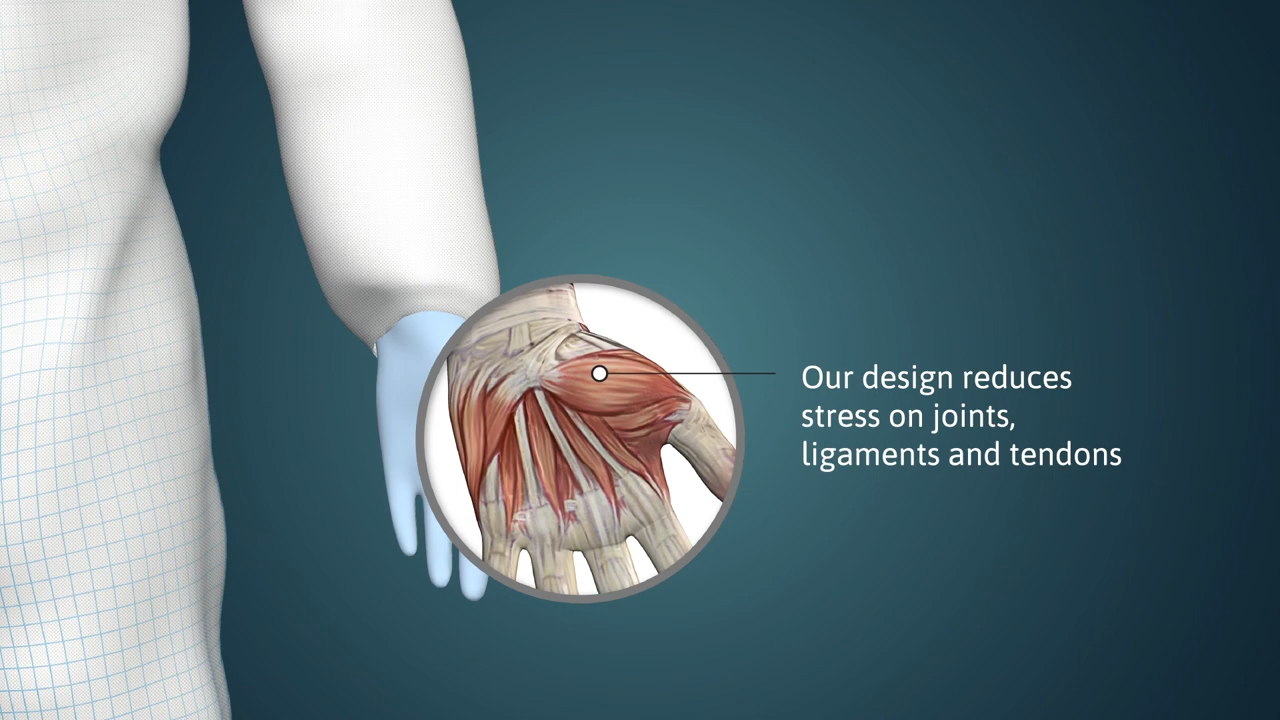 Our design reduces
stress on joints,
ligaments and tendons